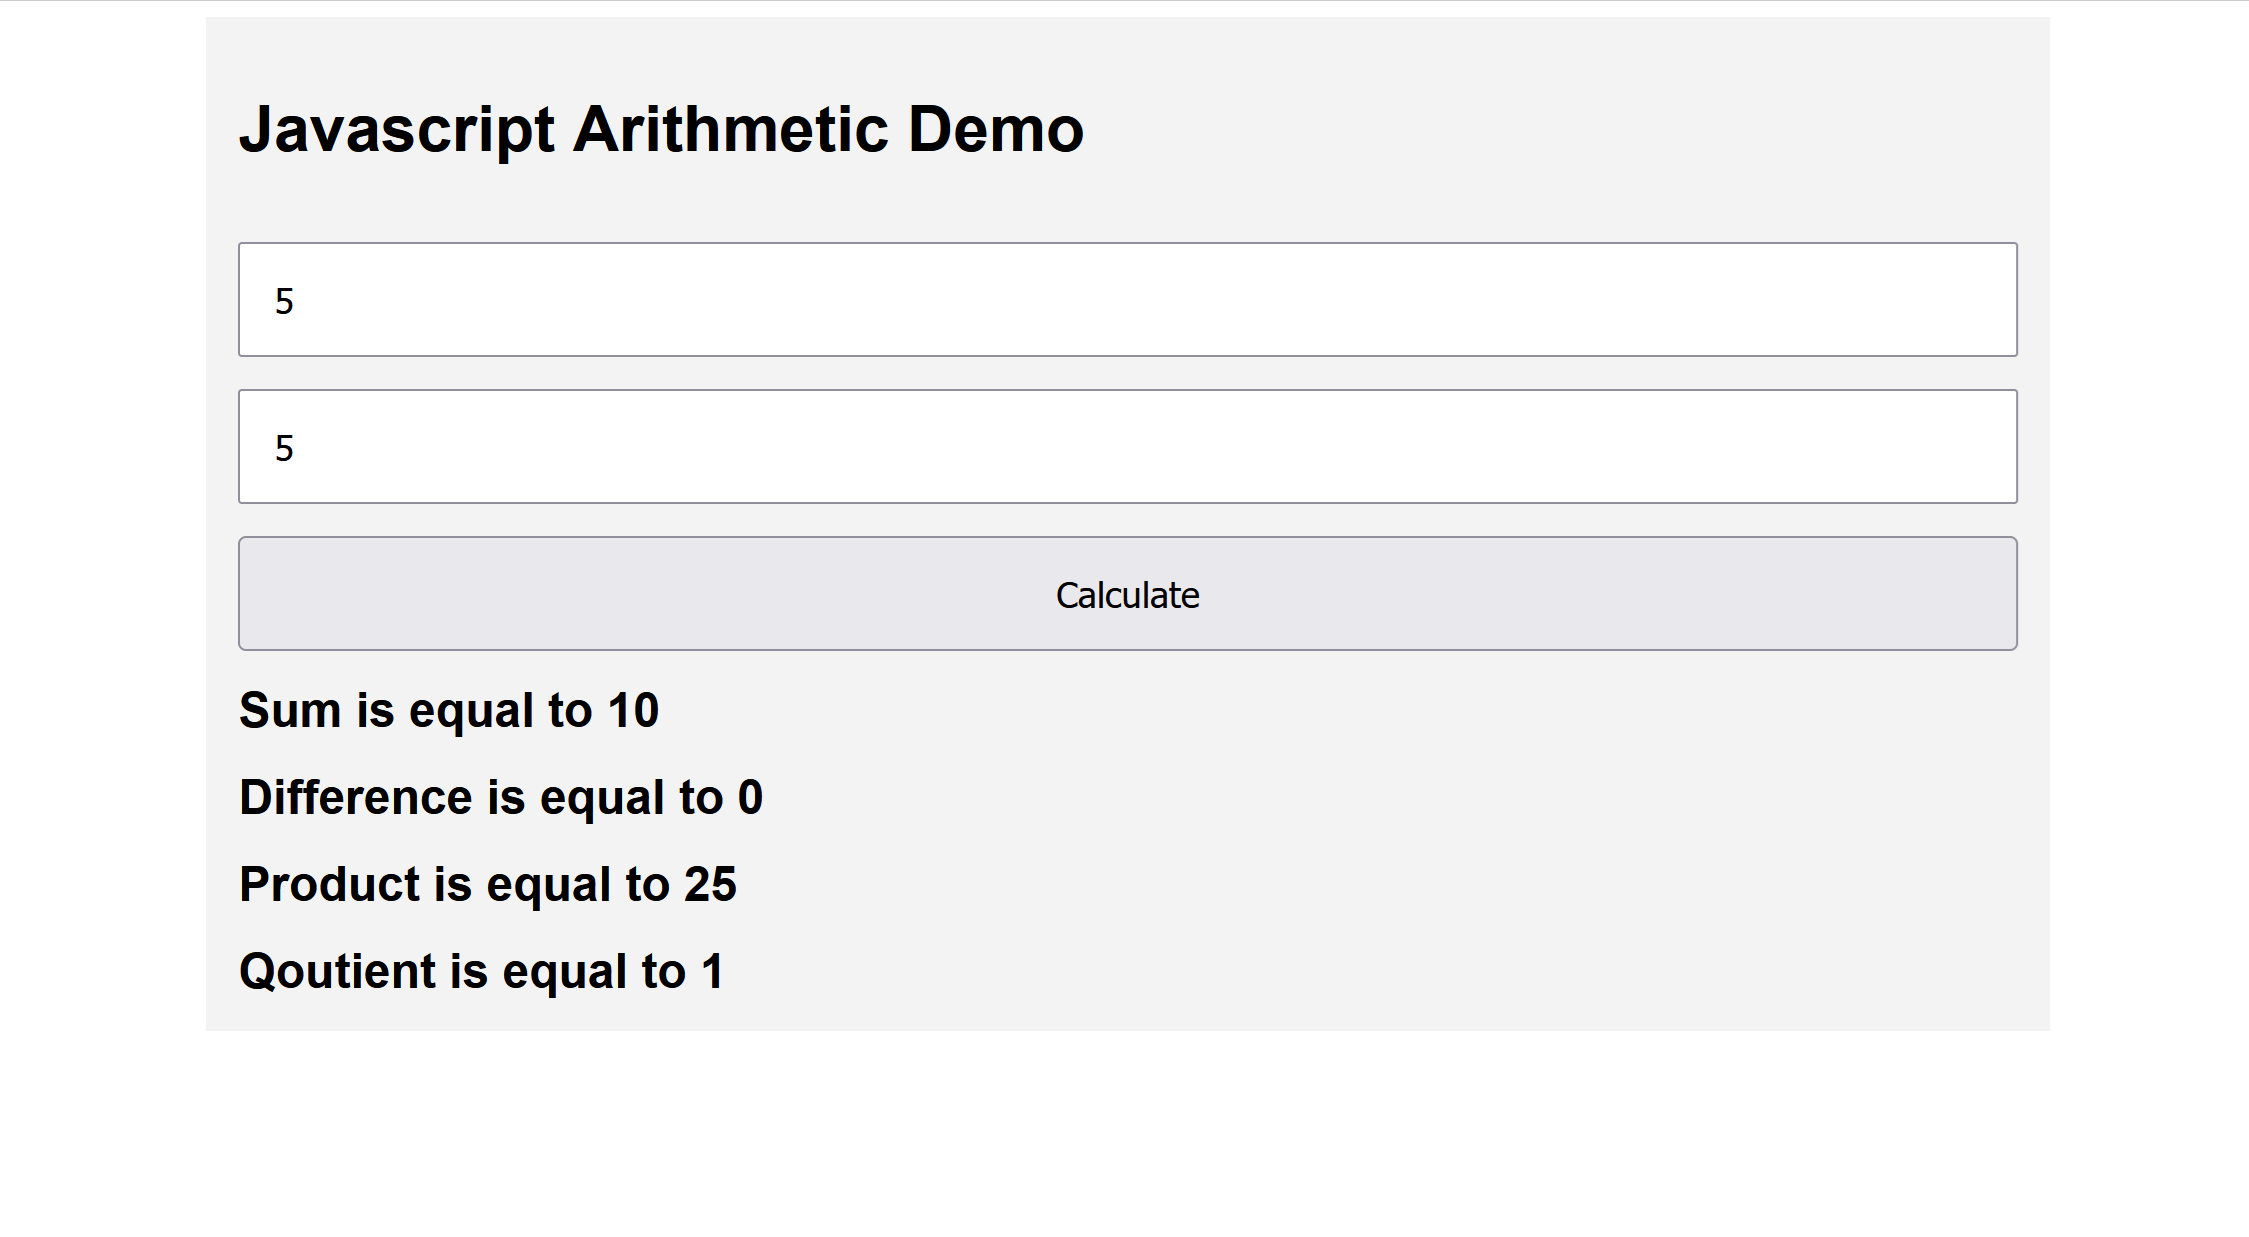 Javascript Arithmetic Demo
5
5
Calculate
Sum is equal to 10
Difference is equal to 0
Product is equal to 25
Qoutient is equal to 1